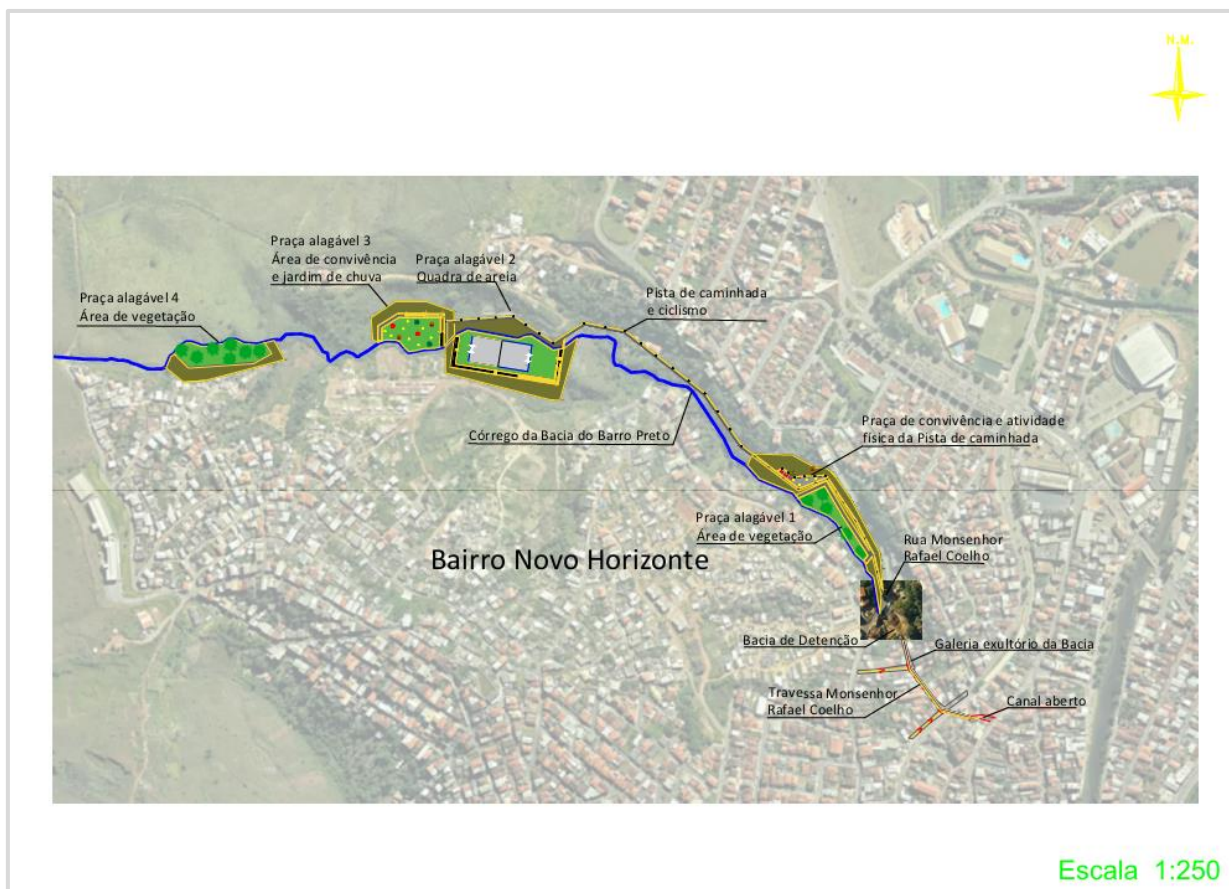 N.M.
Praça alagável 3
Área de convivência
e jardim de chuva
Praça alagável 2
Quadra de areia
Praça alagável 4
Área de vegetação
Pista de caminhada
e ciclismo
Córrego da Bacia do Barro Preto
Praça de convivência e atividade
física da Pista de caminhada
Praça alagável 1
Área de vegetação
Rua Monsenhor
Rafael Coelho
Bairro Novo Horizonte
Bacia de Detenção
Galeria exultório da Bacia
Travessa Monsenhor
Rafael Coelho
Canal aberto
Escala 1:250